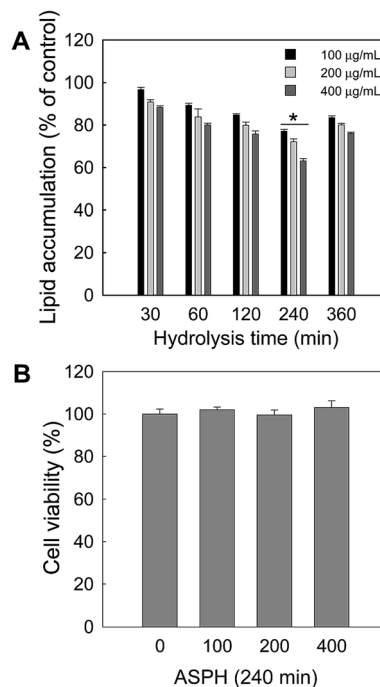 A
Lipid accumulation (% of control)
120
100
80
60
40
20
0
100 µg/mL
200 µg/mL
400 µg/mL
*
30 60 120 240 360
Hydrolysis time (min)
B
Cell viability (%)
120
100
80
60
40
20
0
0 100 200 400
ASPH (240 min)